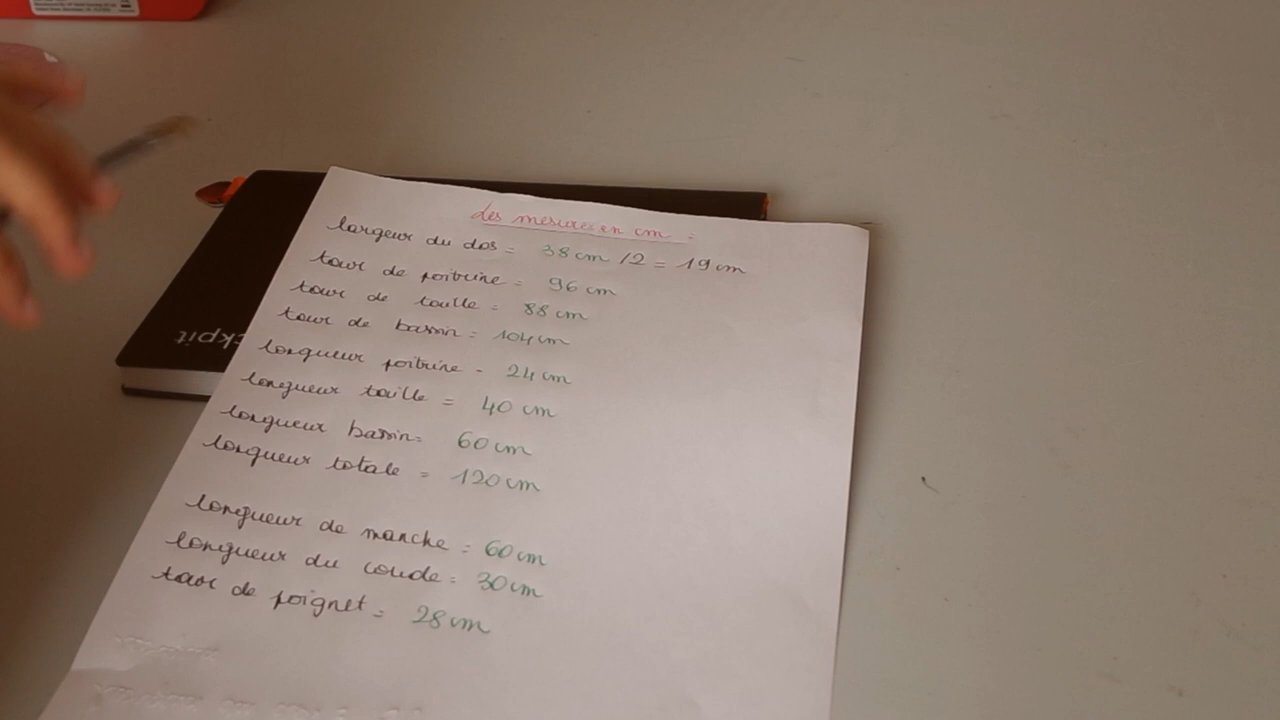 des mesures en cm :
largeur du dos = 38 cm /2 = 19 cm
tour de poitrine = 96 cm
tour de taille = 88 cm
tour de bassin = 104 cm
longueur poitrine - 24 cm
longueur taille = 40 cm
longueur bassin = 60 cm
longueur totale = 120 cm
longueur de manche = 60 cm
longueur du coude = 30 cm
tour de poignet = 28 cm
ckpit